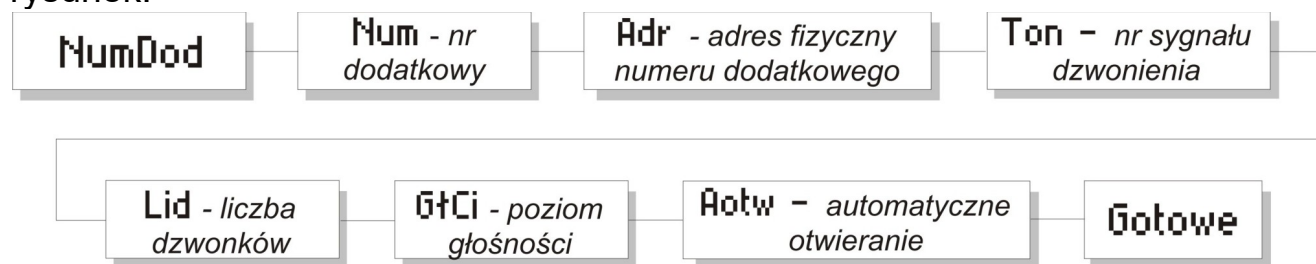 rysunek.
NumDod
Num - nr
dodatkowy
Adr - adres fizyczny
numeru dodatkowego
Ton - nr sygnału
dzwonienia
Lid - liczba
dzwonków
GłCi - poziom
głośności
Aotw - automatyczne
otwieranie
Gotowe